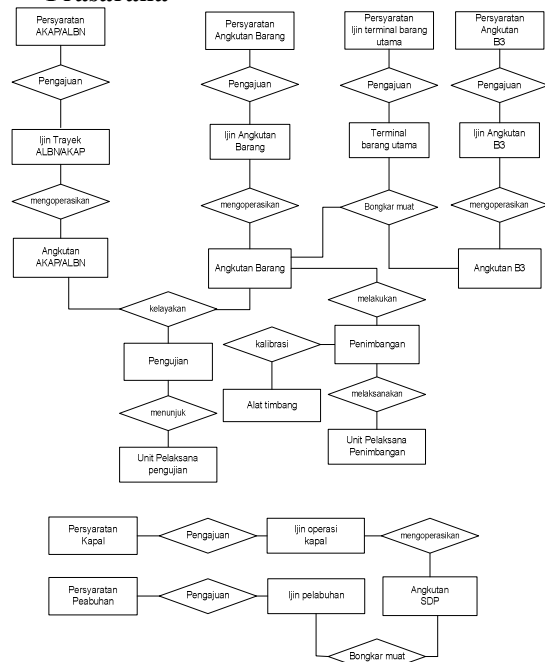 Prasarana
Persyaratan
AKAP/ALBN
Persyaratan
Angkutan Barang
Persyaratan
Ijin terminal barang
utama
Persyaratan
Angkutan
B3
Pengajuan
Pengajuan
Pengajuan
Pengajuan
Ijin Trayek
ALBN/AKAP
Ijin Angkutan
Barang
Terminal
barang utama
Ijin Angkutan
B3
mengoperasikan
mengoperasikan
Bongkar muat
mengoperasikan
Angkutan
AKAP/ALBN
Angkutan Barang
Angkutan B3
kelayakan
melakukan
Pengujian
kalibrasi
Penimbangan
menunjuk
Alat timbang
melaksanakan
Unit Pelaksana
pengujian
Unit Pelaksana
Penimbangan
Persyaratan
Kapal
Pengajuan
Ijin operasi
kapal
mengoperasikan
Persyaratan
Peabuhan
Pengajuan
Ijin pelabuhan
Angkutan
SDP
Bongkar muat